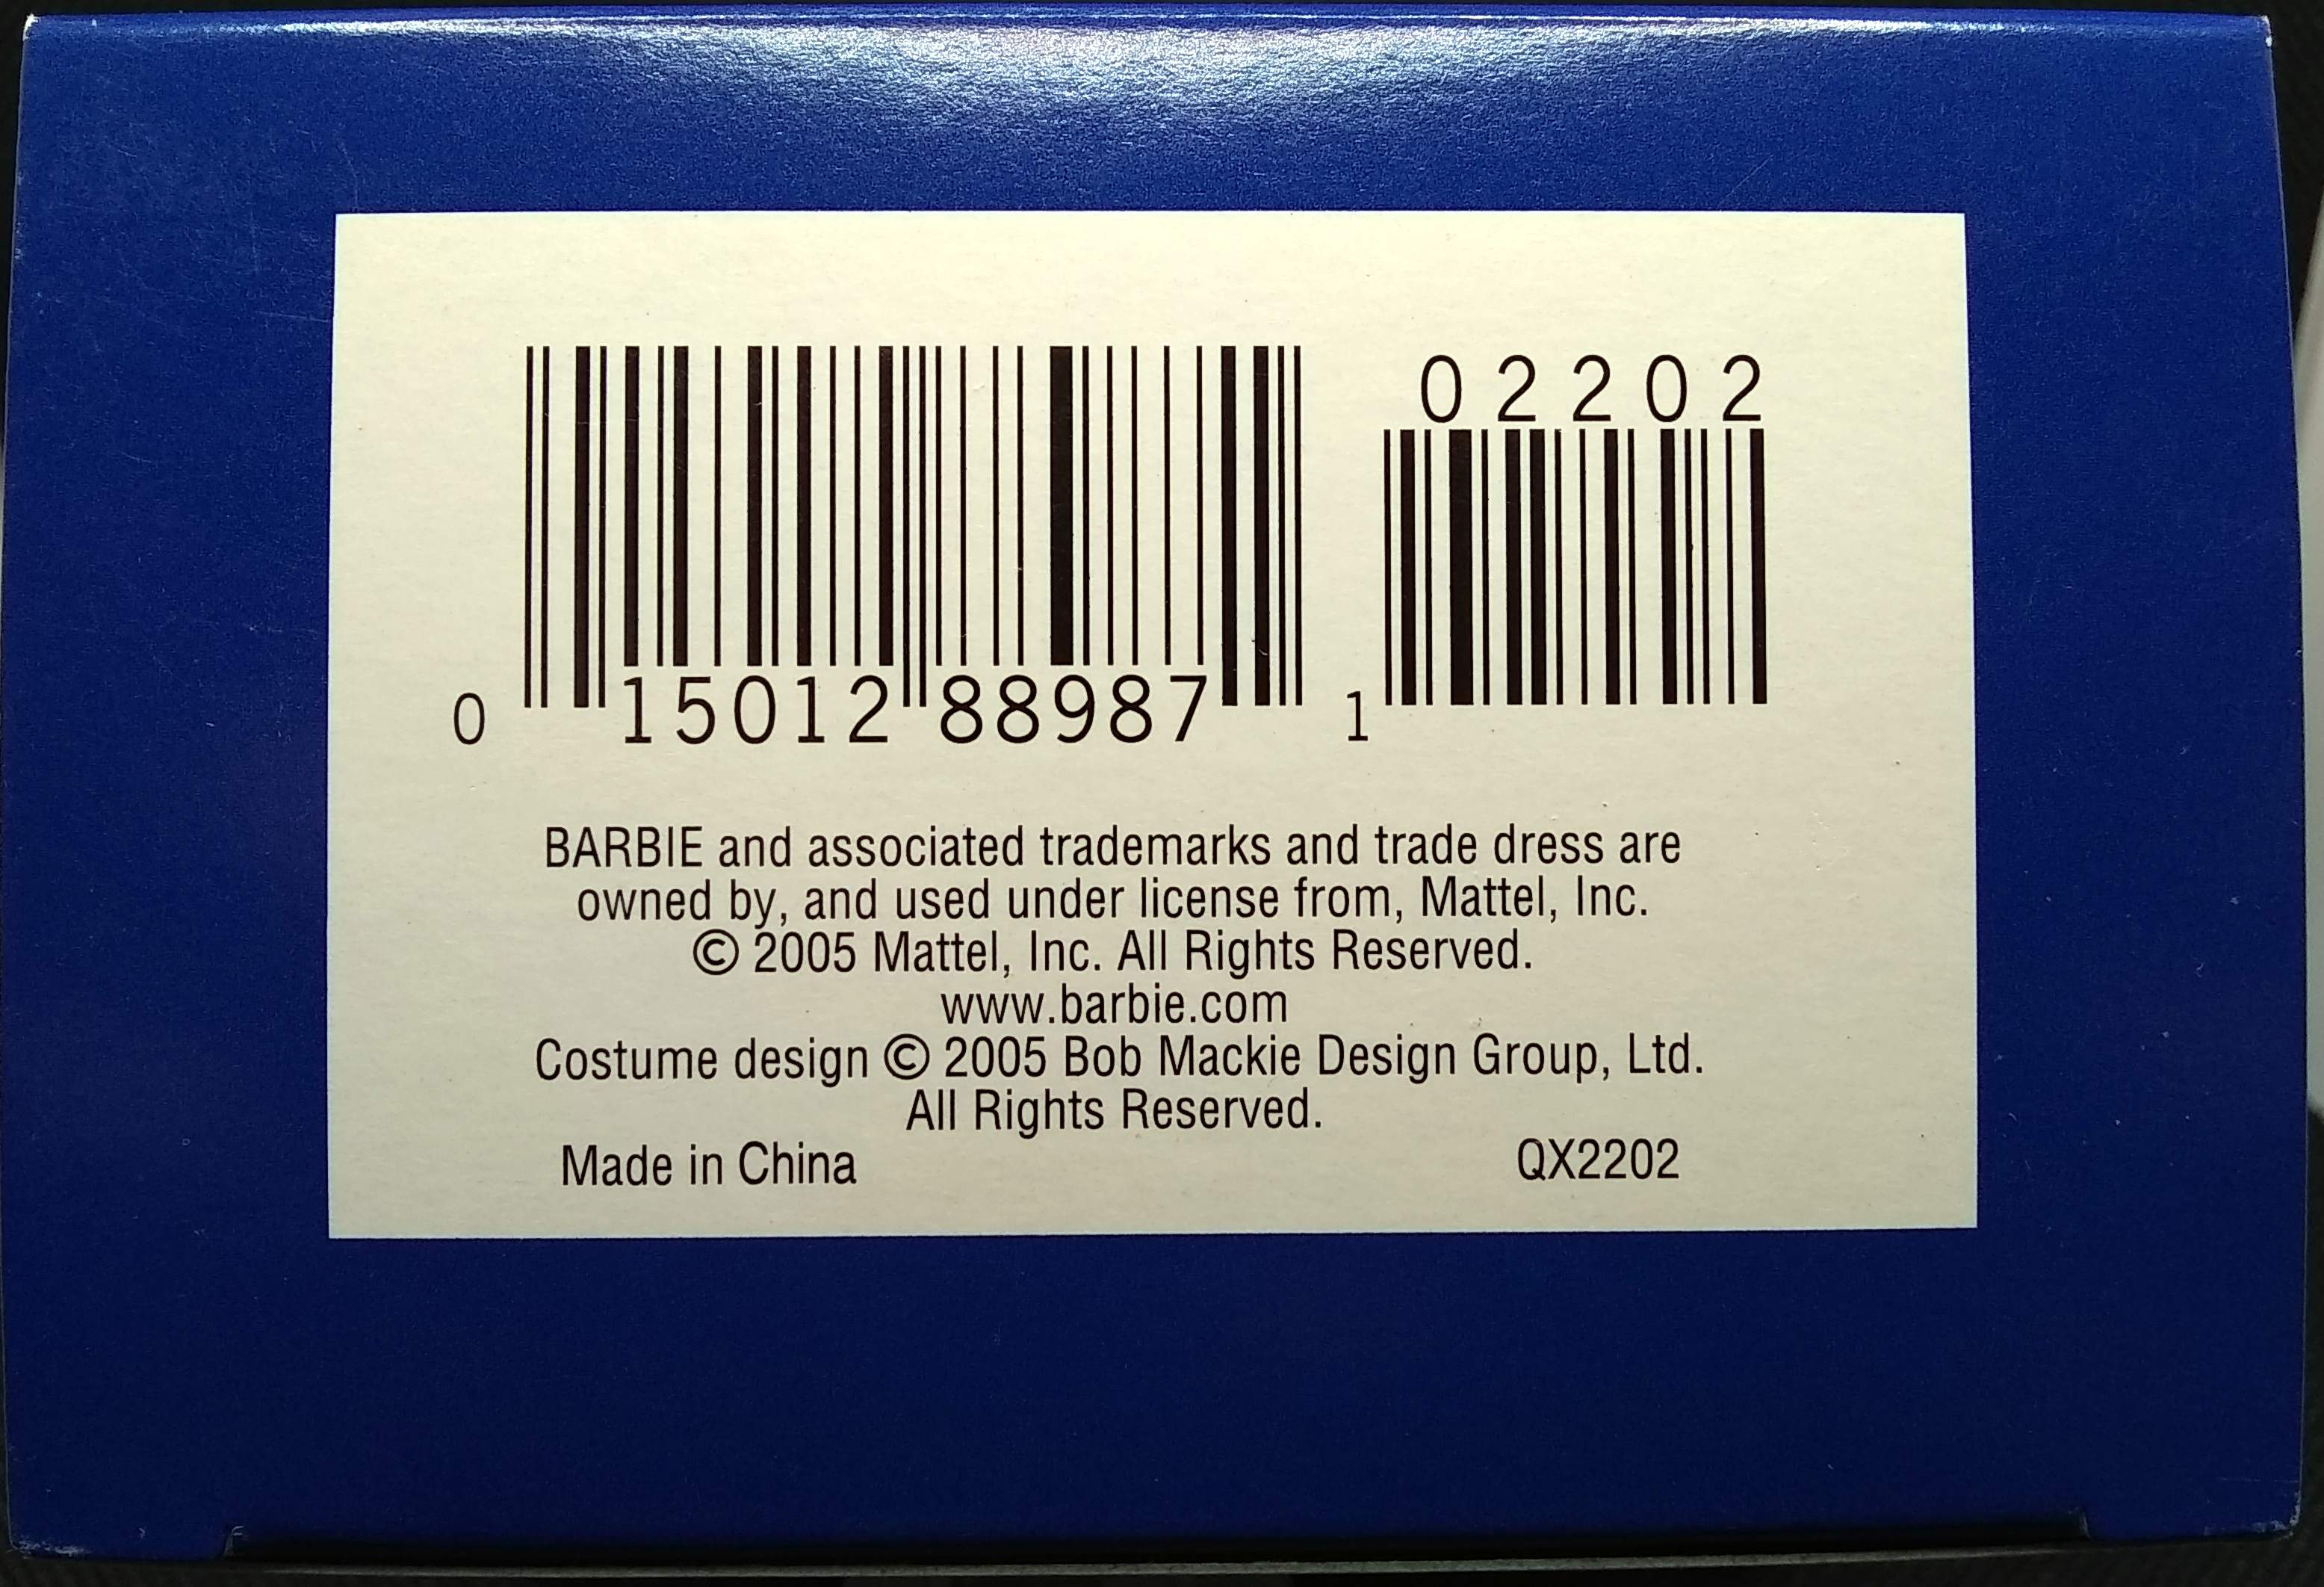 02202
0 15012 88987 1
BARBIE and associated trademarks and trade dress are
owned by, and used under license from, Mattel, Inc.
© 2005 Mattel, Inc. All Rights Reserved.
www.barbie.com
Costume design © 2005 Bob Mackie Design Group, Ltd.
All Rights Reserved.
Made in China QX2202